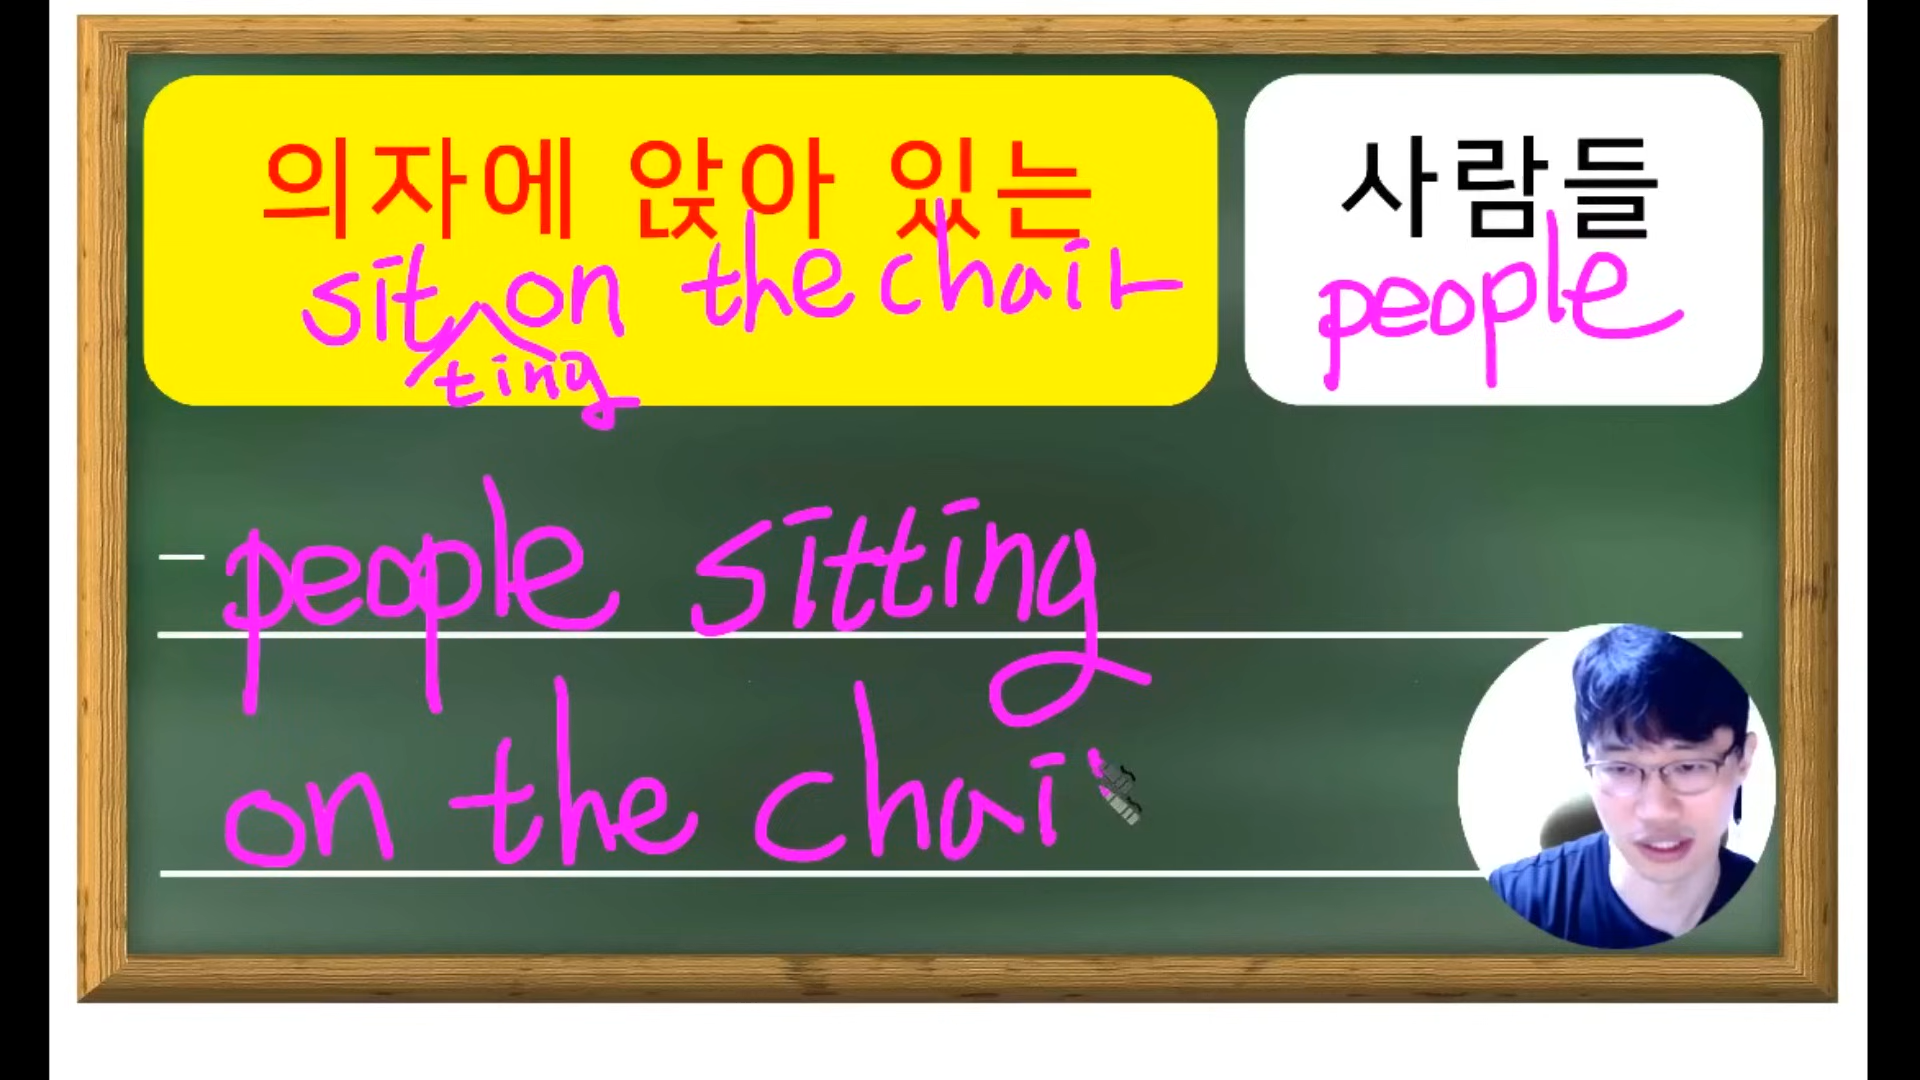 의자에 앉아 있는
sit on the chair
ting
사람들
people
people sitting
on the chai